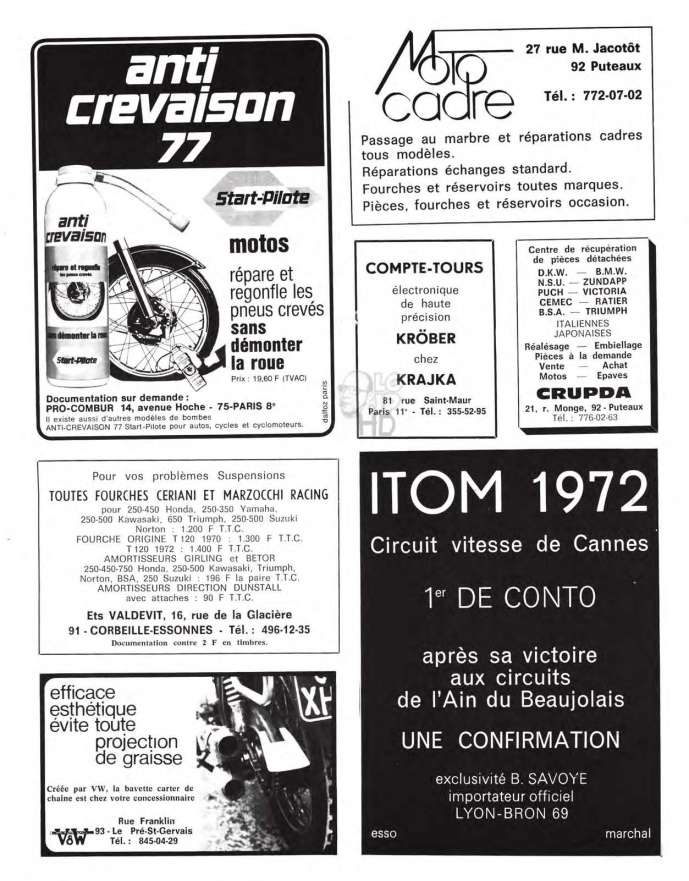 anti
crevaison
77
Start-Pilote
anti
crevaison
répare et regonfle
les pneus crevés
sans démonter la roue
Start-Pilote
motos
répare et
regonfle les
pneus crevés
sans
démonter
la roue
Prix : 19,60 F (TVAC)
Documentation sur demande :
PRO-COMBUR 14, avenue Hoche - 75-PARIS 8e
Il existe aussi d'autres modèles de bombes
ANTI-CREVAISON 77 Start-Pilote pour autos, cycles et cyclomoteurs.
dalloz paris
Moto
cadre
27 rue M. Jacotôt
92 Puteaux
Tél. : 772-07-02
Passage au marbre et réparations cadres
tous modèles.
Réparations échanges standard.
Fourches et réservoirs toutes marques.
Pièces, fourches et réservoirs occasion.
COMPTE-TOURS
électronique
de haute
précision
KRÖBER
chez
KRAJKA
81 rue Saint-Maur
Paris 11e - Tél. : 355-52-95
HD
Centre de récupération
de pièces détachées
D.K.W. — B.M.W.
N.S.U. — ZUNDAPP
PUCH — VICTORIA
CEMEC — RATIER
B.S.A. — TRIUMPH
ITALIENNES
JAPONAISES
Réalésage — Embiellage
Pièces à la demande
Vente — Achat
Motos — Epaves
CRUPDA
21, r. Monge, 92 - Puteaux
Tél. : 776-02-63
Pour vos problèmes Suspensions
TOUTES FOURCHES CERIANI ET MARZOCCHI RACING
pour 250-450 Honda, 250-350 Yamaha,
250-500 Kawasaki, 650 Triumph, 250-500 Suzuki
Norton : 1.200 F T.T.C.
FOURCHE ORIGINE T 120 1970 : 1.300 F T.T.C.
T 120 1972 : 1.400 F T.T.C.
AMORTISSEURS GIRLING et BETOR
250-450-750 Honda, 250-500 Kawasaki, Triumph,
Norton, BSA, 250 Suzuki : 196 F la paire T.T.C.
AMORTISSEURS DIRECTION DUNSTALL
avec attaches : 90 F T.T.C.
Ets VALDEVIT, 16, rue de la Glacière
91 - CORBEILLE-ESSONNES - Tél. : 496-12-35
Documentation contre 2 F en timbres.
efficace
esthétique
évite toute
projection
de graisse
XH
Créée par VW, la bavette carter de
chaine est chez votre concessionnaire
VöW
Rue Franklin
93 - Le Pré-St-Gervais
Tél. : 845-04-29
ITOM 1972
Circuit vitesse de Cannes
1er DE CONTO
après sa victoire
aux circuits
de l'Ain du Beaujolais
UNE CONFIRMATION
exclusivité B. SAVOYE
importateur officiel
LYON-BRON 69
esso marchal